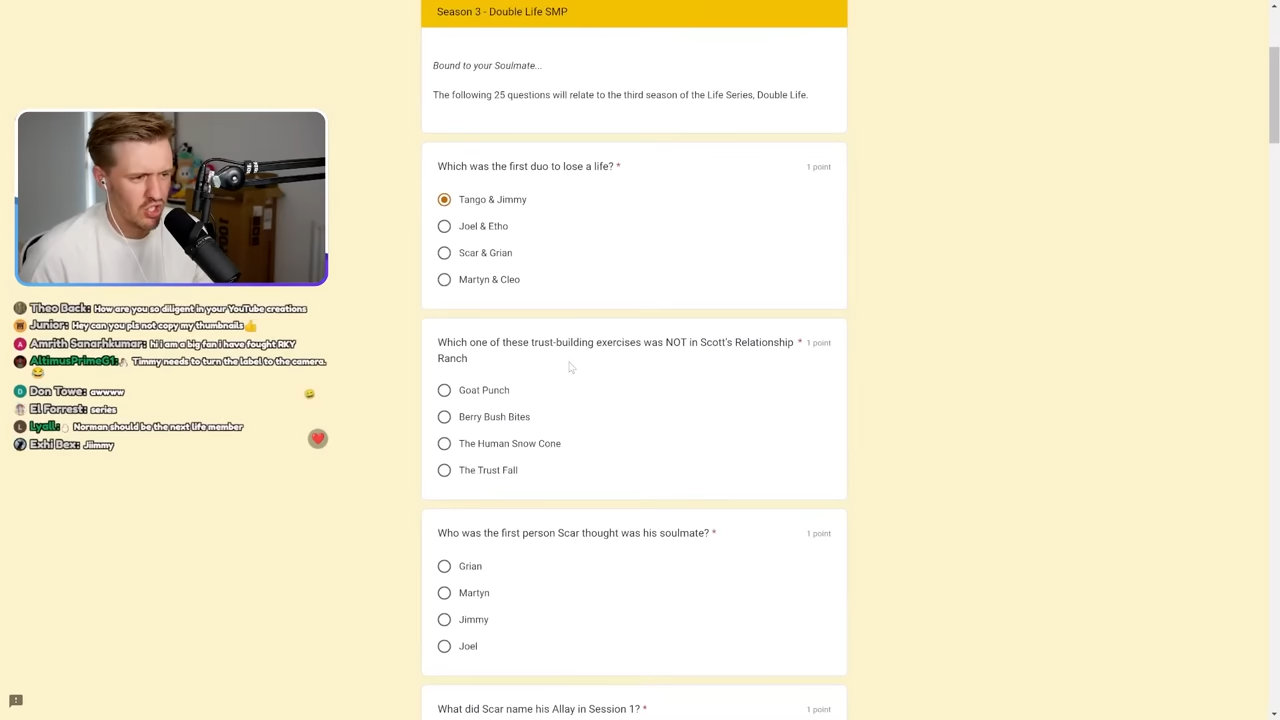 Season 3 - Double Life SMP
Bound to your Soulmate...
The following 25 questions will relate to the third season of the Life Series, Double Life.
Which was the first duo to lose a life? *
1 point
Tango & Jimmy
Joel & Etho
Scar & Grian
Martyn & Cleo
Which one of these trust-building exercises was NOT in Scott's Relationship *
Ranch
1 point
Goat Punch
Berry Bush Bites
The Human Snow Cone
The Trust Fall
Who was the first person Scar thought was his soulmate? *
1 point
Grian
Martyn
Jimmy
Joel
What did Scar name his Allay in Session 1? *
1 point
Theo Back: How are you so diligent in your YouTube creations
Junior: Hey can you pls not copy my thumbnails👍
Amrith Sanarhkumar: hi i am a big fan i have fought RKY
AltimusPrimeG1: Timmy needs to turn the label to the camera.
😂
Don Towe: awwww
El Forrest: series
Lyall: Norman should be the next life member
Exhi Bex: Jiimmy